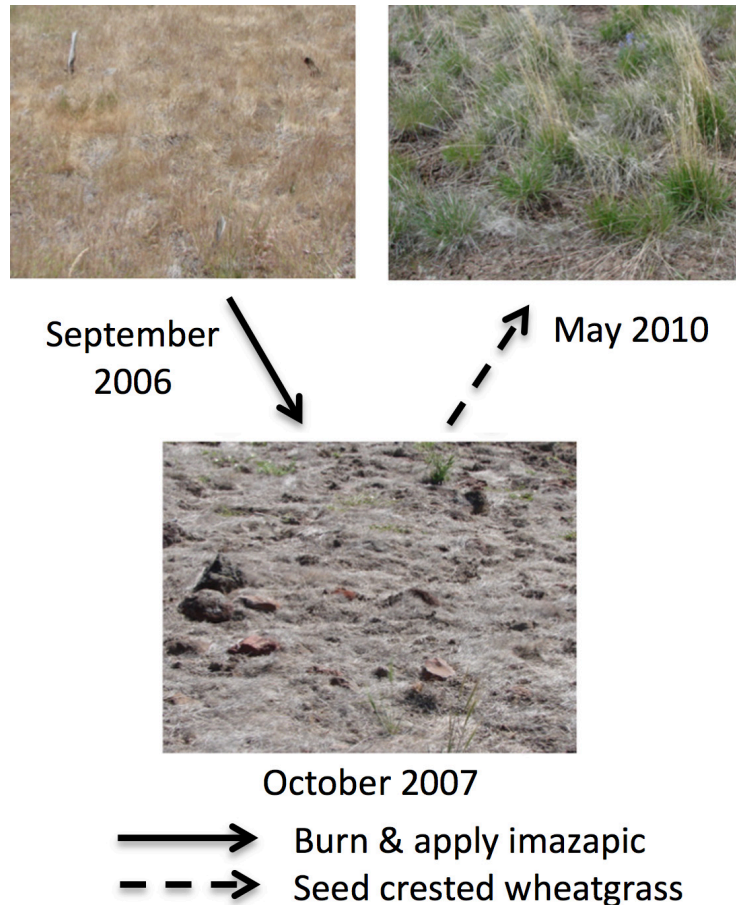 September
2006
May 2010
October 2007
Burn & apply imazapic
Seed crested wheatgrass